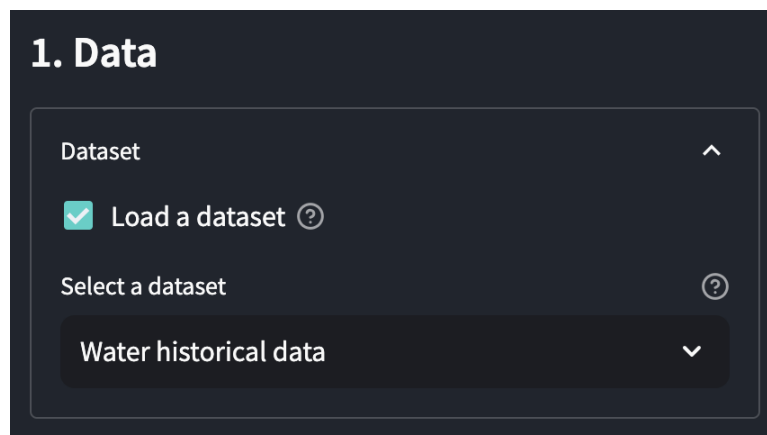 1. Data
Dataset
Load a dataset
Select a dataset
Water historical data